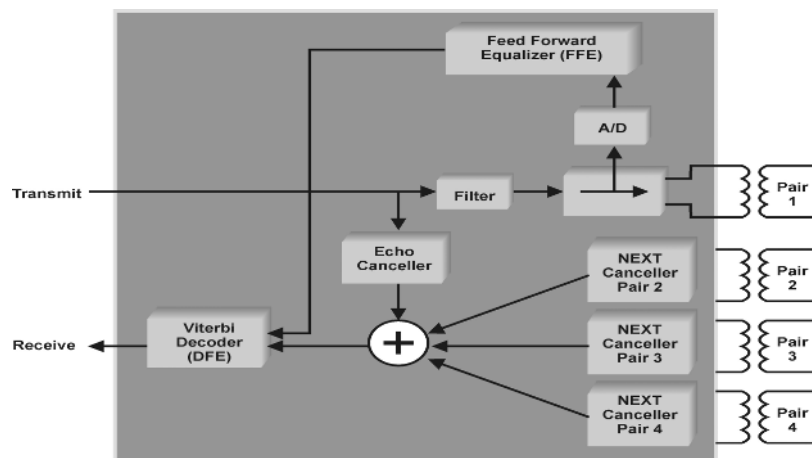 Feed Forward
Equalizer (FFE)
A/D
Transmit
Filter
Pair
1
Echo
Canceller
NEXT
Canceller
Pair 2
Pair
2
Receive
Viterbi
Decoder
(DFE)
+
NEXT
Canceller
Pair 3
Pair
3
NEXT
Canceller
Pair 4
Pair
4